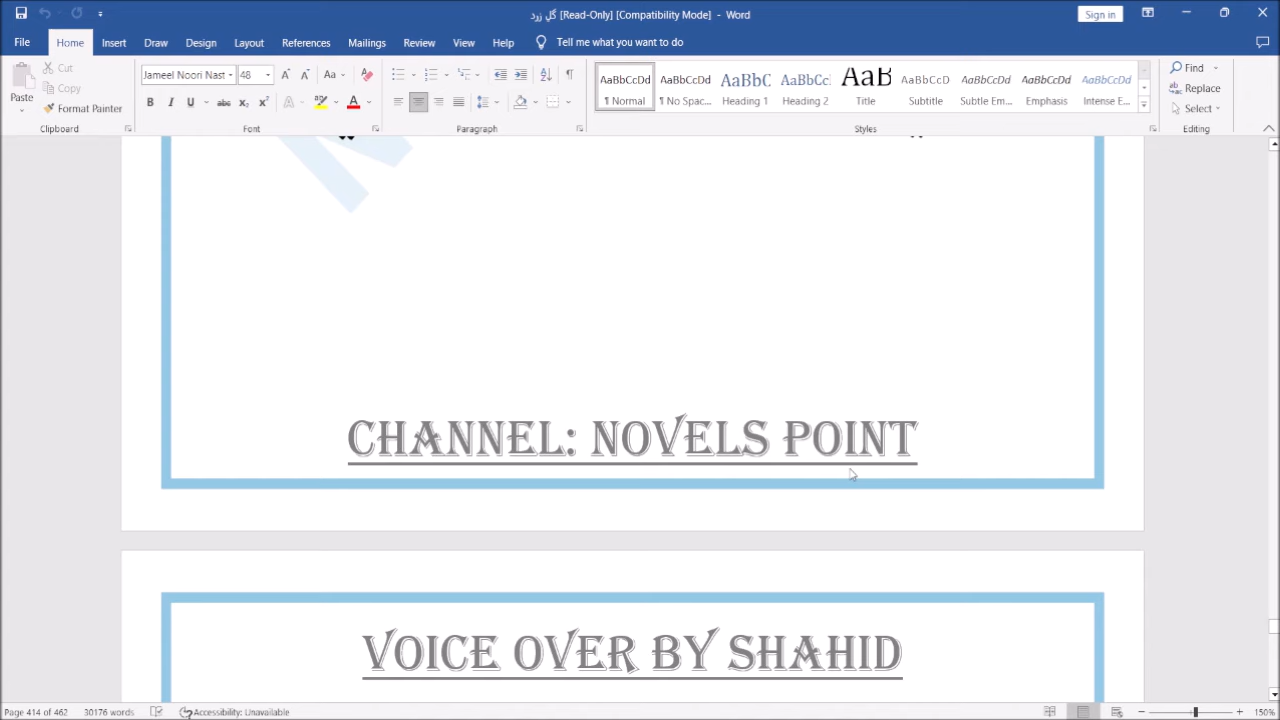 گل زرد [Read-Only] [Compatibility Mode] - Word
Sign in
File Home Insert Draw Design Layout References Mailings Review View Help Tell me what you want to do
Paste
Cut
Copy
Format Painter
Clipboard
Jameel Noori Nast 48
Font
Paragraph
AaBbCcDd ¶ Normal
AaBbCcDd ¶ No Spac...
AaBbC Heading 1
AaBbCc Heading 2
AaB Title
AaBbCcD Subtitle
AaBbCcDd Subtle Em...
AaBbCcDd Emphasis
AaBbCcDd Intense E...
Styles
Find
Replace
Select
Editing
CHANNEL: NOVELS POINT
VOICE OVER BY SHAHID
Page 414 of 462 30176 words Accessibility: Unavailable 150%